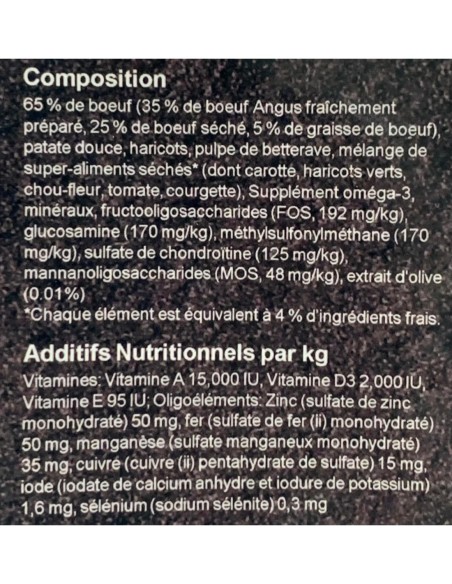 Composition
65 % de boeuf (35 % de boeuf Angus fraîchement
préparé, 25 % de boeuf séché, 5 % de graisse de boeuf),
patate douce, haricots, pulpe de betterave, mélange de
super-aliments séchés* (dont carotte, haricots verts,
chou-fleur, tomate, courgette), Supplément oméga-3,
minéraux, fructooligosaccharides (FOS, 192 mg/kg),
glucosamine (170 mg/kg), méthylsulfonylméthane (170
mg/kg), sulfate de chondroïtine (125 mg/kg),
mannanoligosaccharides (MOS, 48 mg/kg), extrait d'olive
(0.01%)
*Chaque élément est équivalent à 4 % d'ingrédients frais.
Additifs Nutritionnels par kg
Vitamines: Vitamine A 15,000 IU, Vitamine D3 2,000 IU,
Vitamine E 95 IU; Oligoéléments: Zinc (sulfate de zinc
monohydraté) 50 mg, fer (sulfate de fer (ii) monohydraté)
50 mg, manganèse (sulfate manganeux monohydraté)
35 mg, cuivre (cuivre (ii) pentahydrate de sulfate) 15 mg,
iode (iodate de calcium anhydre et iodure de potassium)
1,6 mg, sélénium (sodium sélénite) 0,3 mg